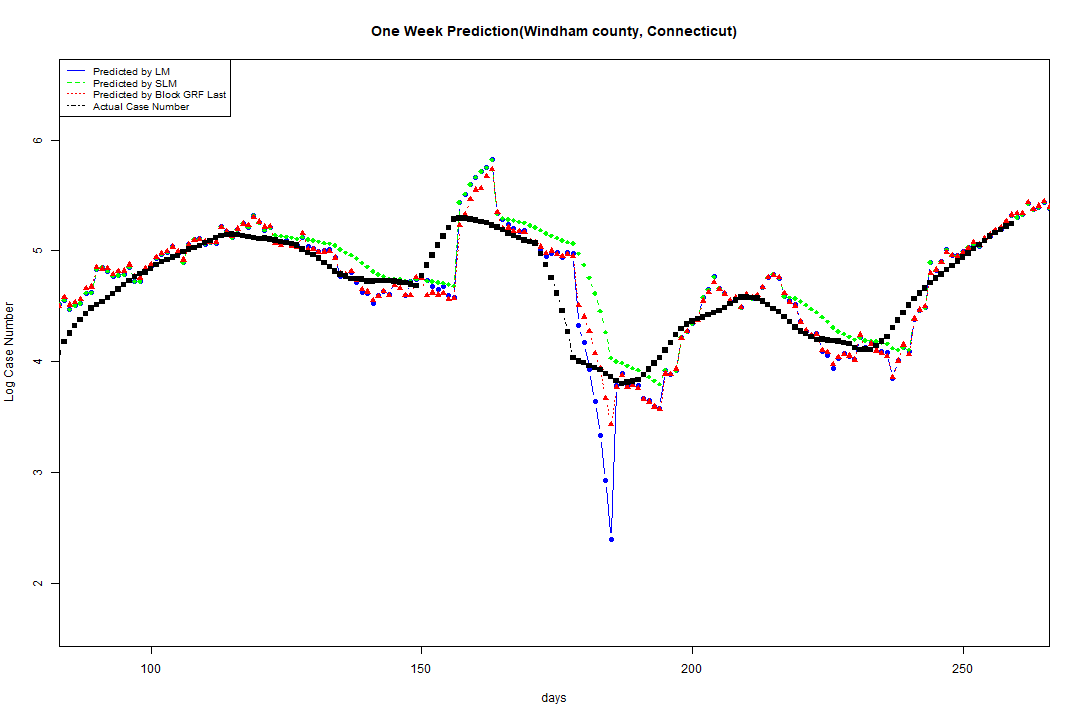 One Week Prediction(Windham county, Connecticut)
Predicted by LM
Predicted by SLM
Predicted by Block GRF Last
Actual Case Number
6
5
4
3
2
Log Case Number
100 150 200 250
days